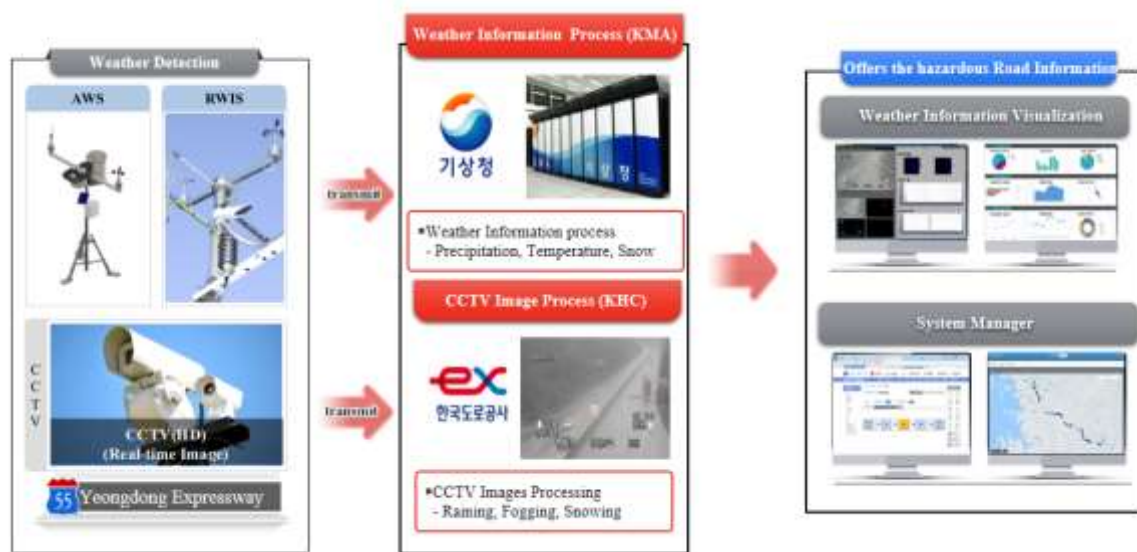 Weather Detection
AWS
RWIS
CCTV
CCTV(HD)
(Real-time Image)
55
Yeongdong Expressway
transmit
transmit
Weather Information Process (KMA)
기상청
▪Weather Information process
- Precipitation, Temperature, Snow
CCTV Image Process (KHC)
ex
한국도로공사
▪CCTV Images Processing
- Raining, Fogging, Snowing
Offers the hazardous Road Information
Weather Information Visualization
System Manager